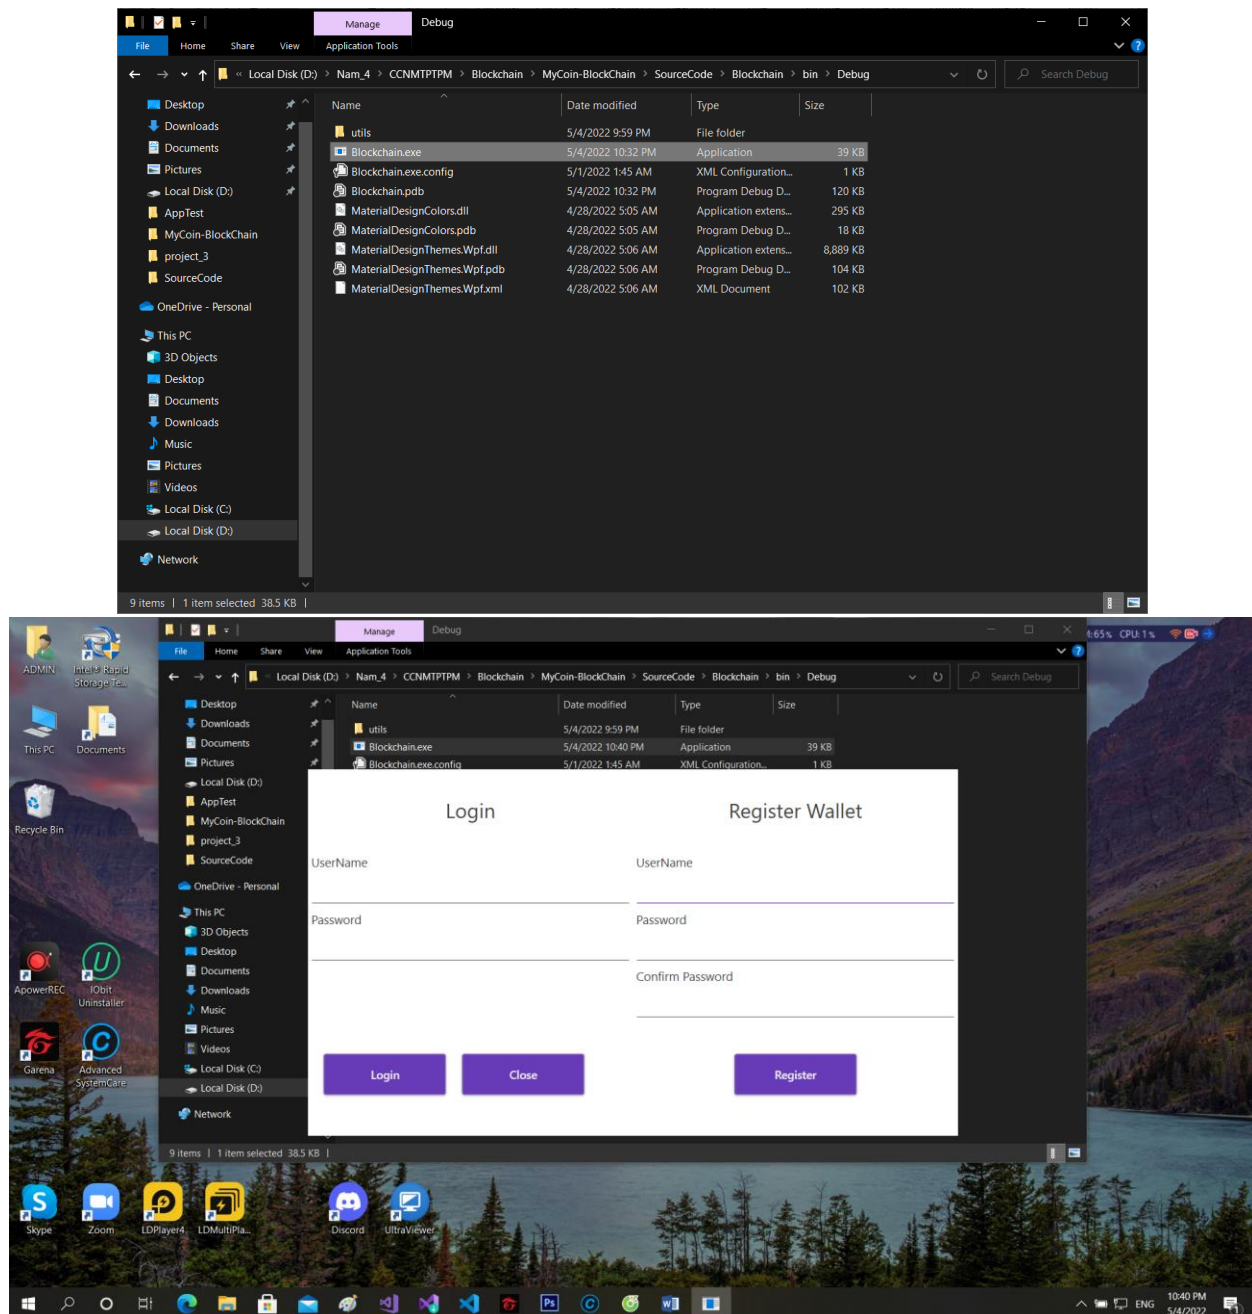 Manage Debug
File Home Share View Application Tools
« Local Disk (D:) > Nam_4 > CCNMTPTPM > Blockchain > MyCoin-BlockChain > SourceCode > Blockchain > bin > Debug Search Debug
Desktop
Downloads
Documents
Pictures
Local Disk (D:)
AppTest
MyCoin-BlockChain
project_3
SourceCode
OneDrive - Personal
This PC
3D Objects
Desktop
Documents
Downloads
Music
Pictures
Videos
Local Disk (C:)
Local Disk (D:)
Network
Name Date modified Type Size
utils 5/4/2022 9:59 PM File folder
Blockchain.exe 5/4/2022 10:32 PM Application 39 KB
Blockchain.exe.config 5/1/2022 1:45 AM XML Configuration... 1 KB
Blockchain.pdb 5/4/2022 10:32 PM Program Debug D... 120 KB
MaterialDesignColors.dll 4/28/2022 5:05 AM Application extens... 295 KB
MaterialDesignColors.pdb 4/28/2022 5:05 AM Program Debug D... 18 KB
MaterialDesignThemes.Wpf.dll 4/28/2022 5:06 AM Application extens... 8,889 KB
MaterialDesignThemes.Wpf.pdb 4/28/2022 5:06 AM Program Debug D... 104 KB
MaterialDesignThemes.Wpf.xml 4/28/2022 5:06 AM XML Document 102 KB
9 items | 1 item selected 38.5 KB |
ADMIN
Intel® Rapid
Storage Te...
This PC
Documents
Recycle Bin
ApowerREC
IObit
Uninstaller
Garena
Advanced
SystemCare
Skype
Zoom
LDPlayer4
LDMultiPla...
Discord
UltraViewer
Manage Debug
File Home Share View Application Tools
65% CPU: 1%
Local Disk (D:) > Nam_4 > CCNMTPTPM > Blockchain > MyCoin-BlockChain > SourceCode > Blockchain > bin > Debug Search Debug
Desktop
Downloads
Documents
Pictures
Local Disk (D:)
AppTest
MyCoin-BlockChain
project_3
SourceCode
OneDrive - Personal
This PC
3D Objects
Desktop
Documents
Downloads
Music
Pictures
Videos
Local Disk (C:)
Local Disk (D:)
Network
Name Date modified Type Size
utils 5/4/2022 9:59 PM File folder
Blockchain.exe 5/4/2022 10:40 PM Application 39 KB
Blockchain.exe.config 5/1/2022 1:45 AM XML Configuration... 1 KB
Login
UserName
Password
Login Close
Register Wallet
UserName
Password
Confirm Password
Register
9 items | 1 item selected 38.5 KB |
Ps
ENG
10:40 PM
5/4/2022